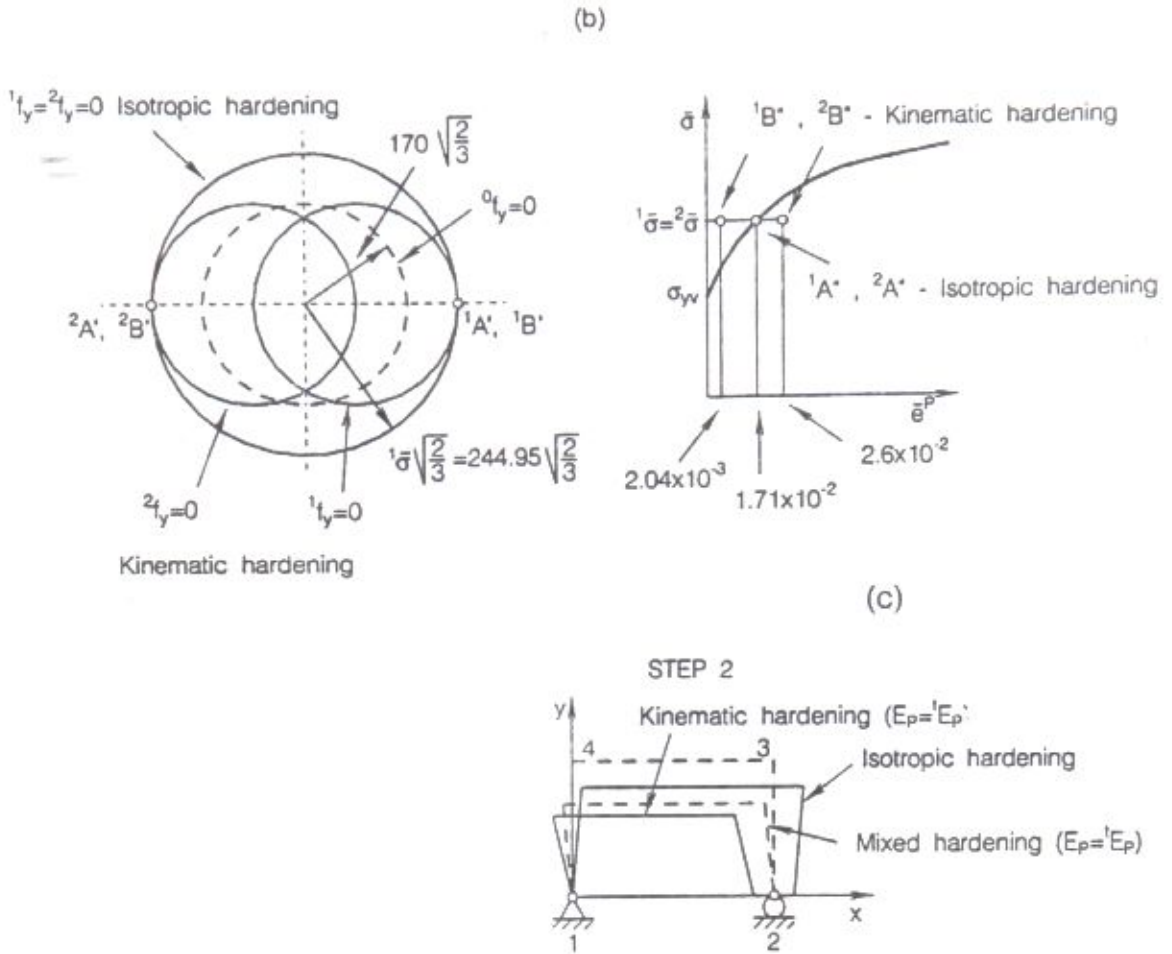 (b)
¹f_y=²f_y=0 Isotropic hardening
170 √(2/3)
⁰f_y=0
²A', ²B'
¹A', ¹B'
¹σ̄√(2/3)=244.95√(2/3)
²f_y=0
¹f_y=0
Kinematic hardening
σ̄
¹B" , ²B" - Kinematic hardening
¹σ̄=²σ̄
σ_yv
¹A" , ²A" - Isotropic hardening
ē^P
2.04x10⁻³
1.71x10⁻²
2.6x10⁻²
(c)
STEP 2
y
Kinematic hardening (E_P=ᵗE_P)
4
3
Isotropic hardening
Mixed hardening (E_P=ᵗE_P)
x
1
2